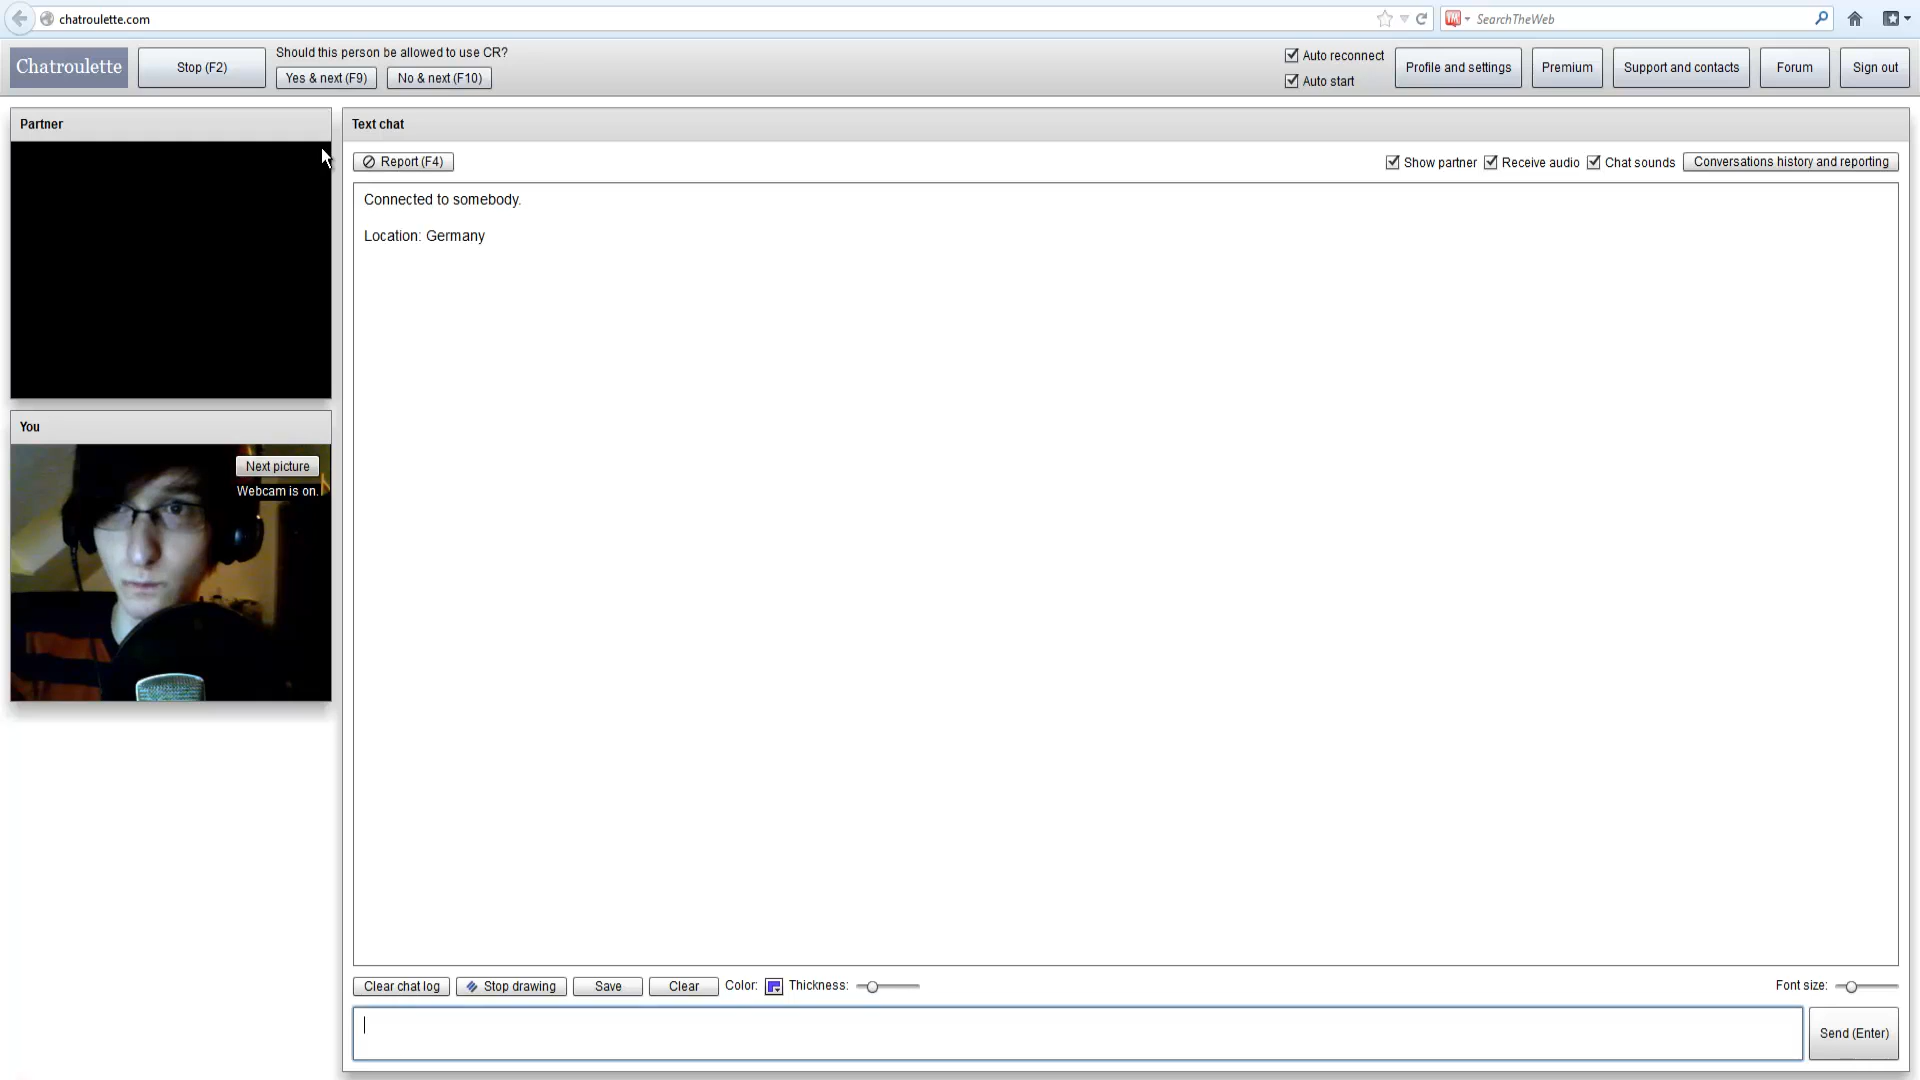 chatroulette.com
SearchTheWeb
Chatroulette
Stop (F2)
Should this person be allowed to use CR?
Yes & next (F9)
No & next (F10)
Auto reconnect
Auto start
Profile and settings
Premium
Support and contacts
Forum
Sign out
Partner
Text chat
Report (F4)
Show partner
Receive audio
Chat sounds
Conversations history and reporting
Connected to somebody.
Location: Germany
You
Next picture
Webcam is on.
Clear chat log
Stop drawing
Save
Clear
Color:
Thickness:
Font size:
Send (Enter)